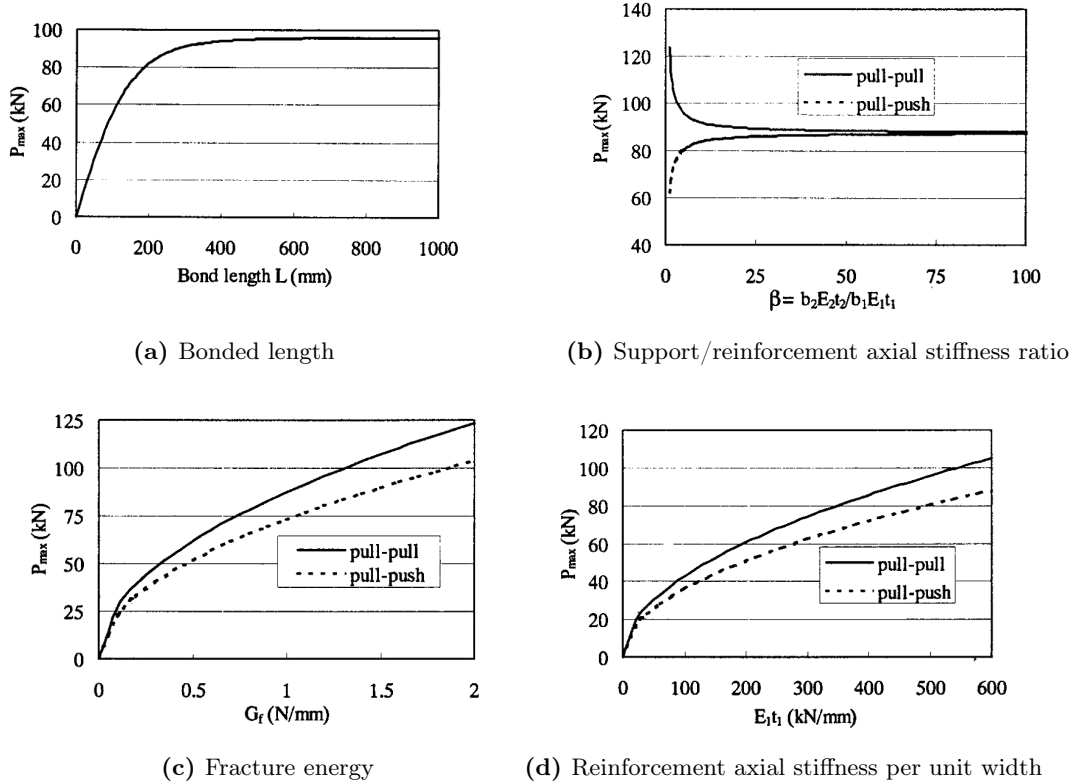 100
80
60
40
20
0
P_max (kN)
0 200 400 600 800 1000
Bond length L (mm)
(a) Bonded length
140
120
100
80
60
40
P_max (kN)
pull-pull
pull-push
0 25 50 75 100
β= b₂E₂t₂/b₁E₁t₁
(b) Support/reinforcement axial stiffness ratio
125
100
75
50
25
0
P_max (kN)
pull-pull
pull-push
0 0.5 1 1.5 2
G_f (N/mm)
(c) Fracture energy
120
100
80
60
40
20
0
P_max (kN)
pull-pull
pull-push
0 100 200 300 400 500 600
E₁t₁ (kN/mm)
(d) Reinforcement axial stiffness per unit width